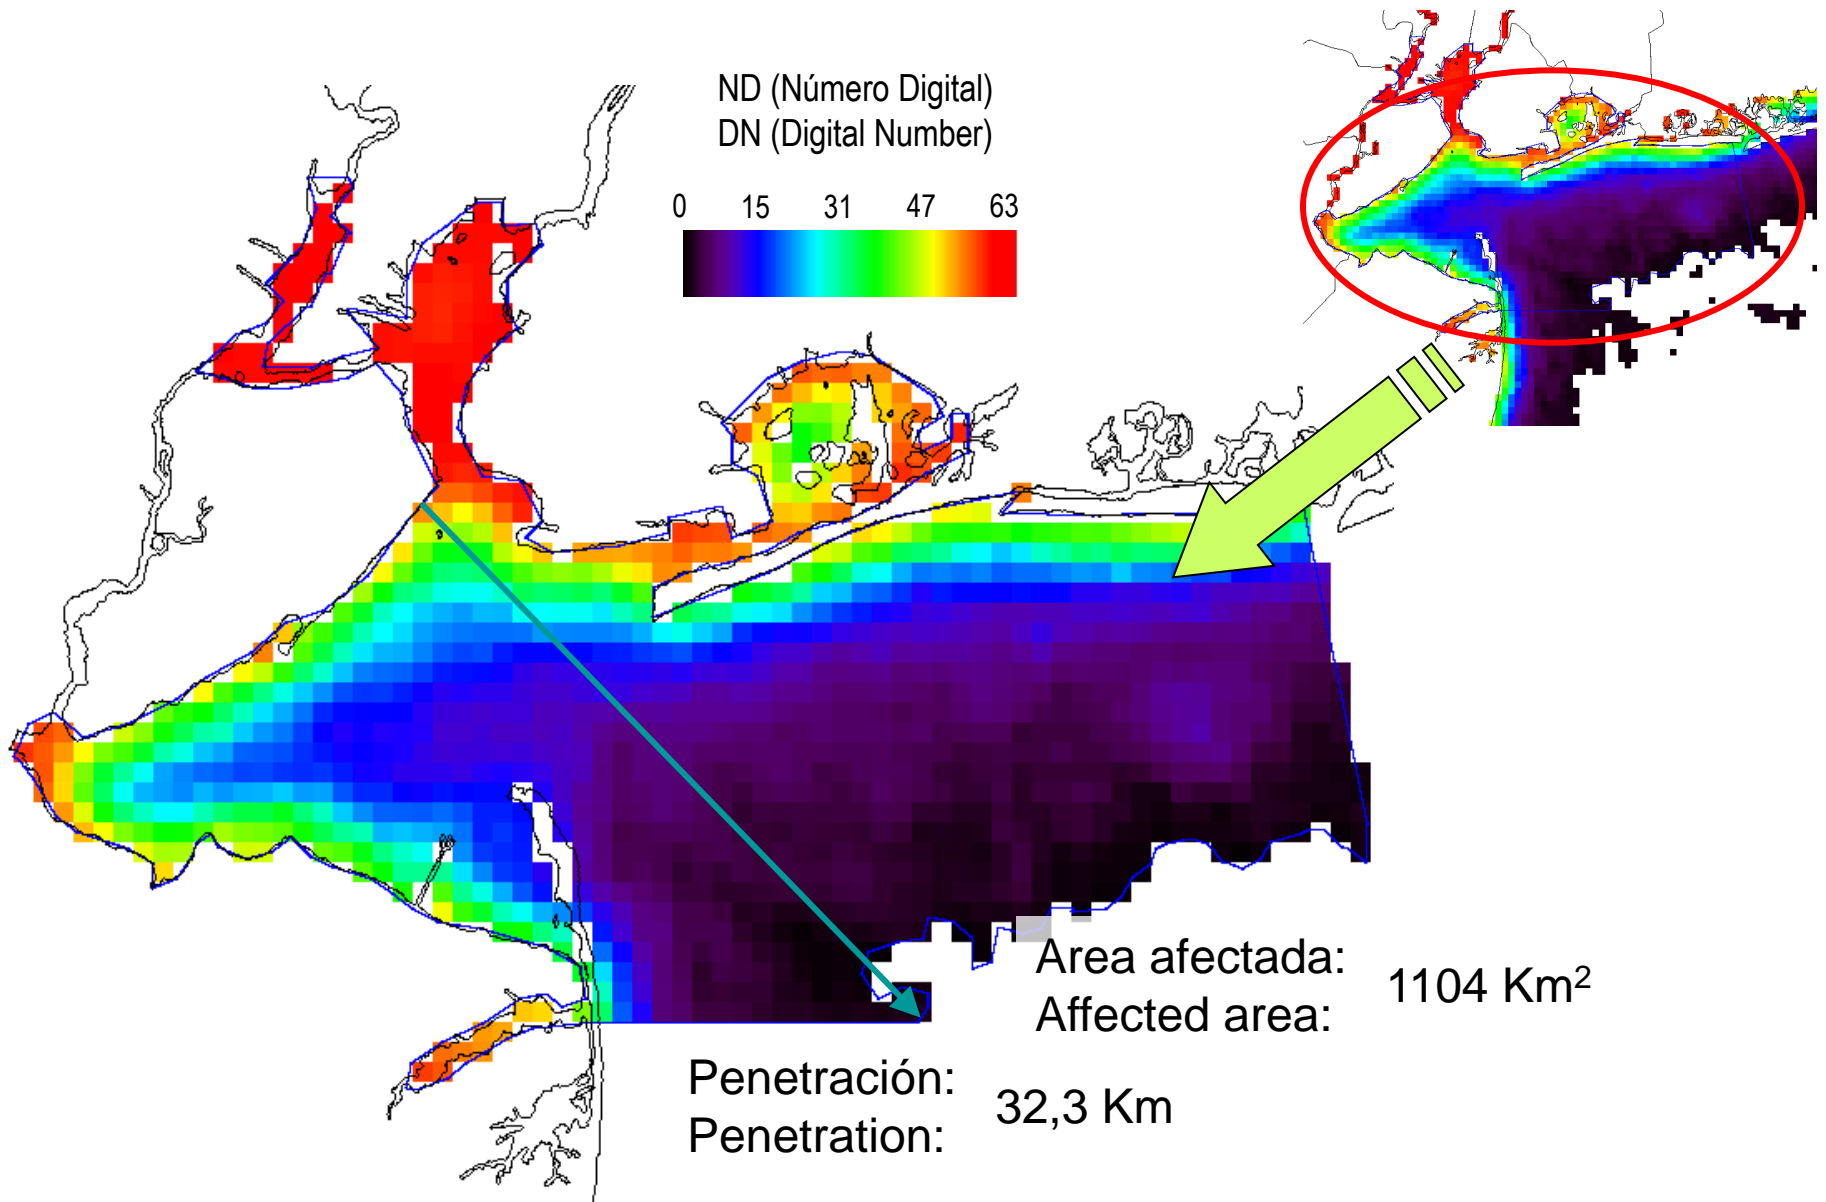 ND (Número Digital)
DN (Digital Number)
0 15 31 47 63
Area afectada:
Affected area:
1104 Km²
Penetración:
Penetration:
32,3 Km